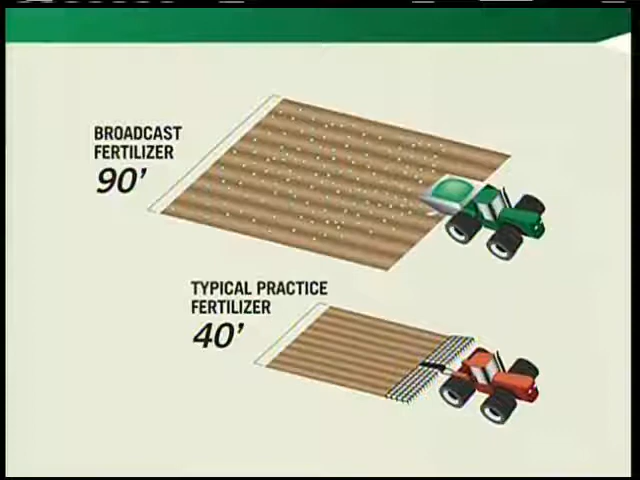 BROADCAST
FERTILIZER
90'
TYPICAL PRACTICE
FERTILIZER
40'